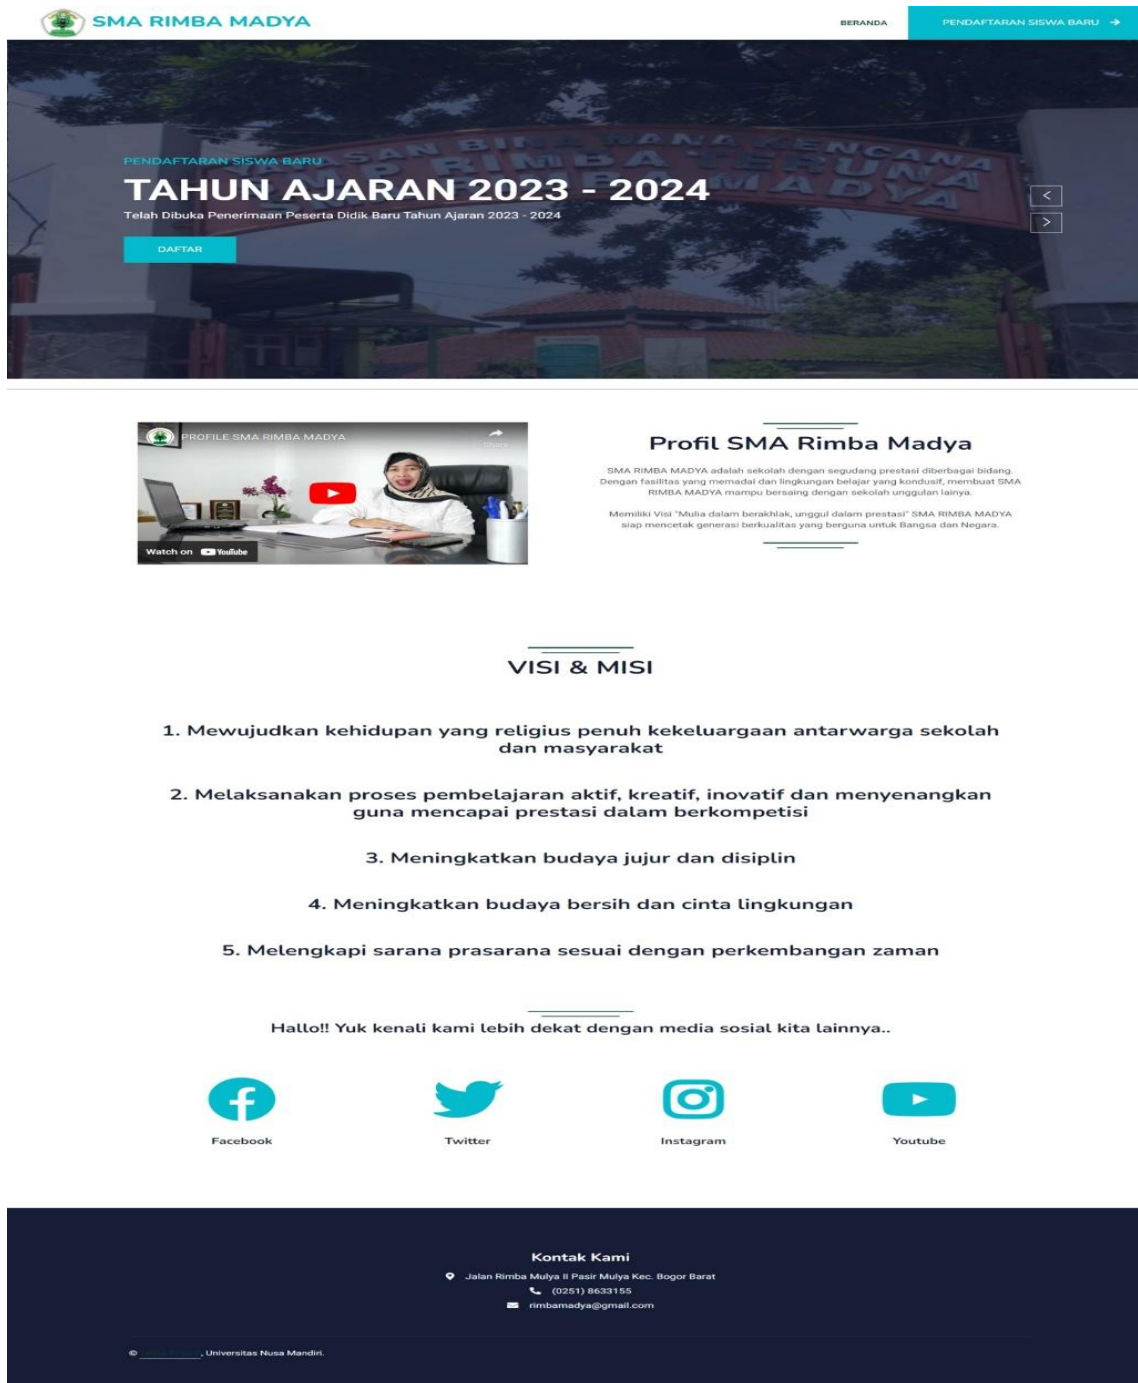 SMA RIMBA MADYA
BERANDA
PENDAFTARAN SISWA BARU
PENDAFTARAN SISWA BARU
TAHUN AJARAN 2023 - 2024
Telah Dibuka Penerimaan Peserta Didik Baru Tahun Ajaran 2023 - 2024
DAFTAR
PROFILE SMA RIMBA MADYA
Share
Watch on YouTube
Profil SMA Rimba Madya
SMA RIMBA MADYA adalah sekolah dengan segudang prestasi diberbagai bidang.
Dengan fasilitas yang memadai dan lingkungan belajar yang kondusif, membuat SMA
RIMBA MADYA mampu bersaing dengan sekolah unggulan lainya.
Memiliki Visi "Mulia dalam berakhlak, unggul dalam prestasi" SMA RIMBA MADYA
siap mencetak generasi berkualitas yang berguna untuk Bangsa dan Negara.
VISI & MISI
1. Mewujudkan kehidupan yang religius penuh kekeluargaan antarwarga sekolah
dan masyarakat
2. Melaksanakan proses pembelajaran aktif, kreatif, inovatif dan menyenangkan
guna mencapai prestasi dalam berkompetisi
3. Meningkatkan budaya jujur dan disiplin
4. Meningkatkan budaya bersih dan cinta lingkungan
5. Melengkapi sarana prasarana sesuai dengan perkembangan zaman
Hallo!! Yuk kenali kami lebih dekat dengan media sosial kita lainnya..
Facebook
Twitter
Instagram
Youtube
Kontak Kami
Jalan Rimba Mulya II Pasir Mulya Kec. Bogor Barat
(0251) 8633155
rimbamadya@gmail.com
© , Universitas Nusa Mandiri.